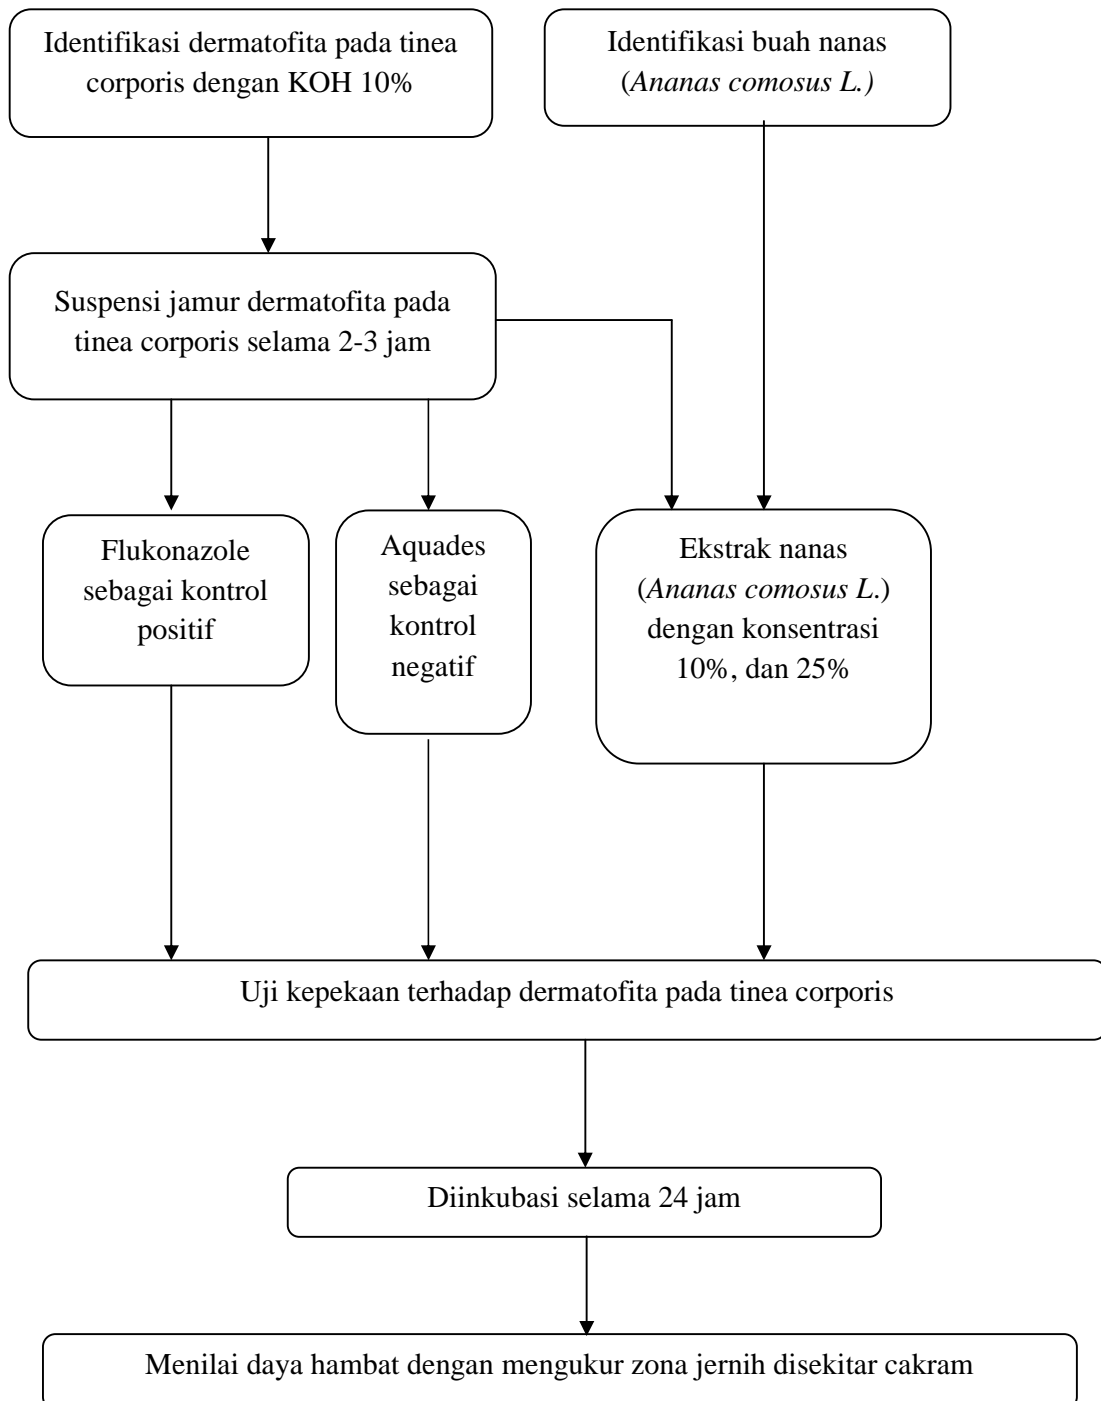 Identifikasi dermatofita pada tinea
corporis dengan KOH 10%
Identifikasi buah nanas
(Ananas comosus L.)
Suspensi jamur dermatofita pada
tinea corporis selama 2-3 jam
Flukonazole
sebagai kontrol
positif
Aquades
sebagai
kontrol
negatif
Ekstrak nanas
(Ananas comosus L.)
dengan konsentrasi
10%, dan 25%
Uji kepekaan terhadap dermatofita pada tinea corporis
Diinkubasi selama 24 jam
Menilai daya hambat dengan mengukur zona jernih disekitar cakram